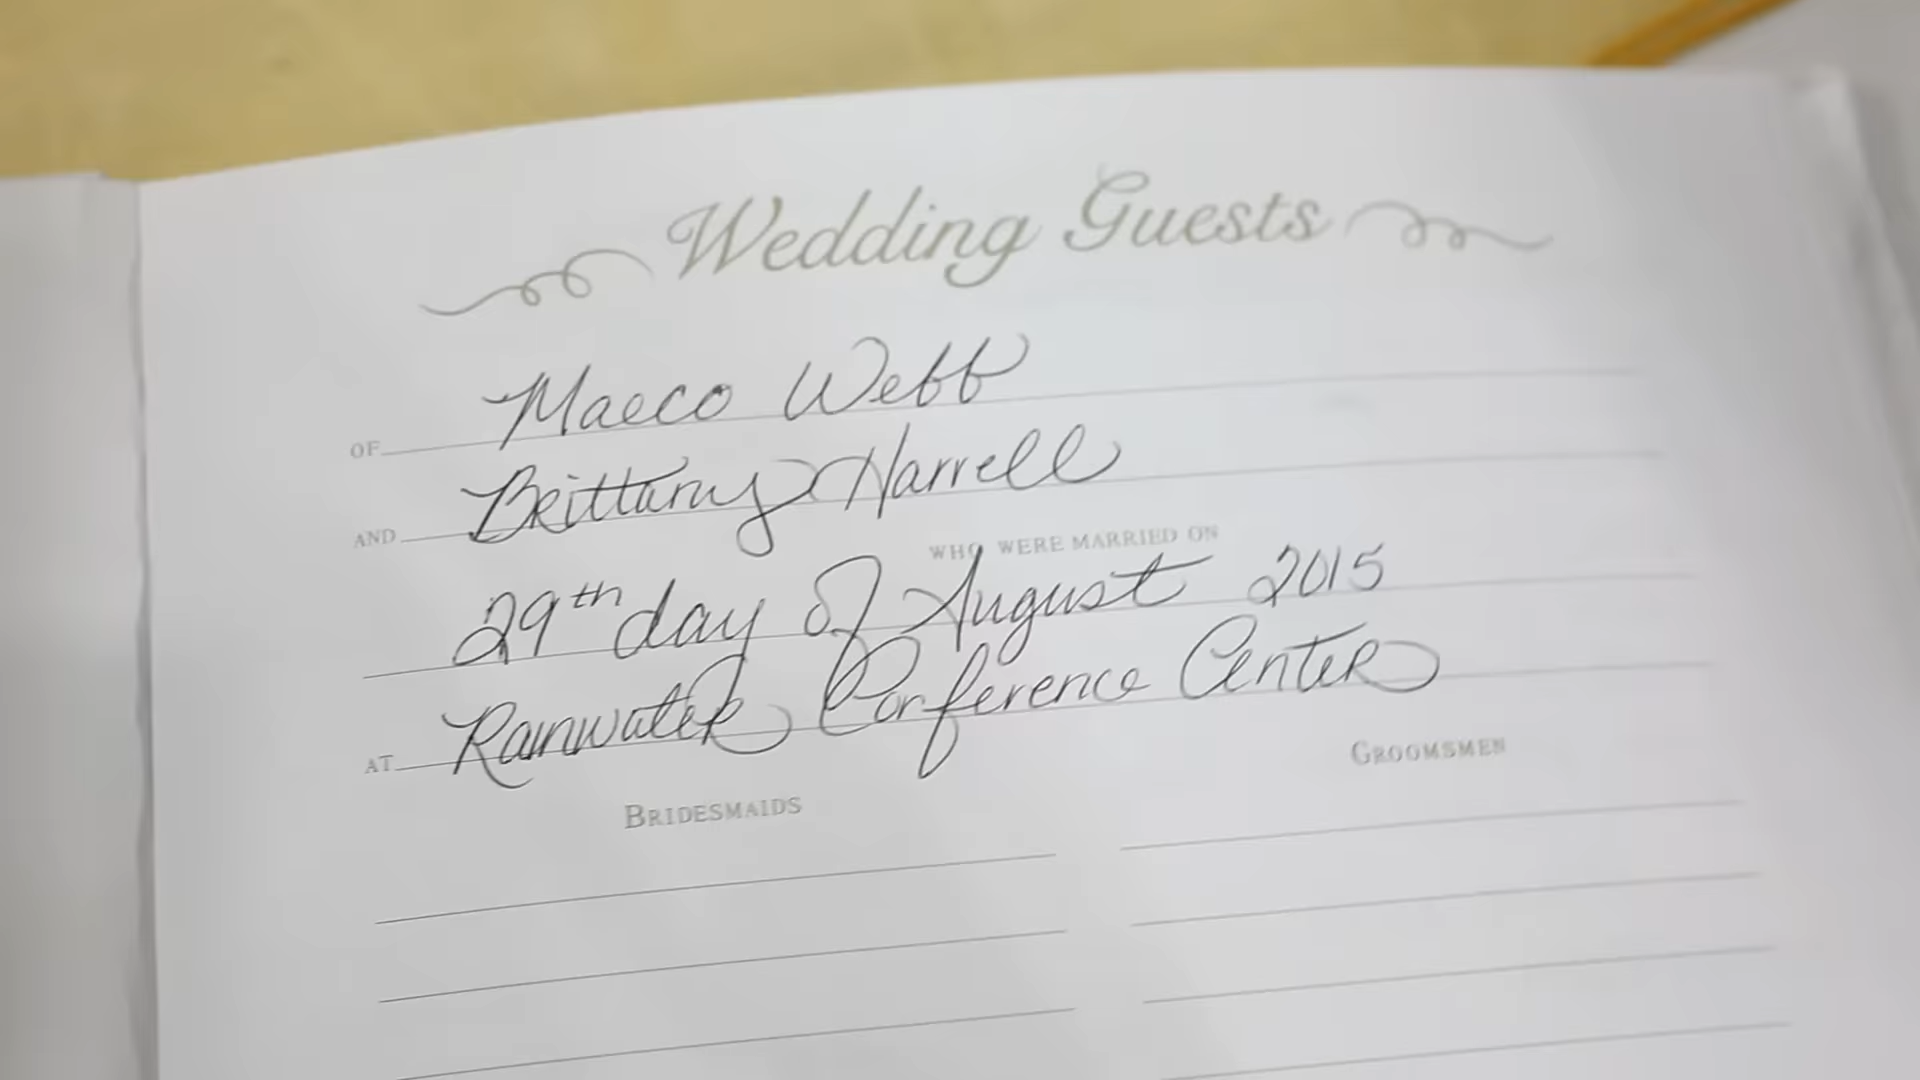 Wedding Guests
OF Marco Webb
AND Brittany Harrell
WHO WERE MARRIED ON
29th day of August 2015
AT Rainwater Conference Center
BRIDESMAIDS
GROOMSMEN